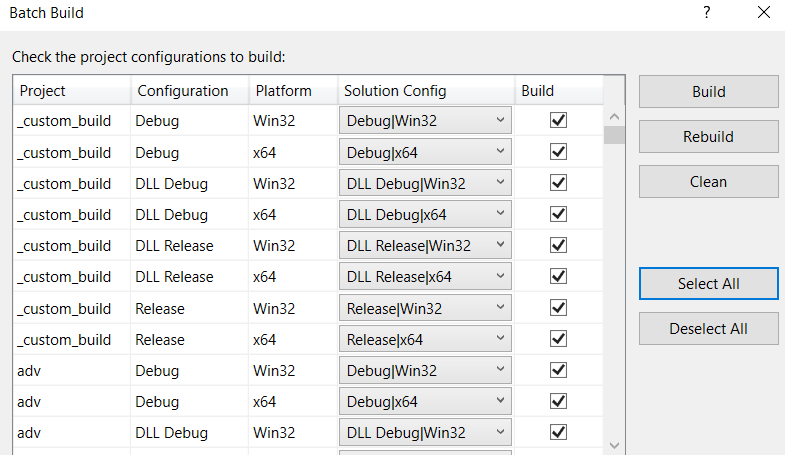 Batch Build ?
Check the project configurations to build:
Project Configuration Platform Solution Config Build
_custom_build Debug Win32 Debug|Win32
_custom_build Debug x64 Debug|x64
_custom_build DLL Debug Win32 DLL Debug|Win32
_custom_build DLL Debug x64 DLL Debug|x64
_custom_build DLL Release Win32 DLL Release|Win32
_custom_build DLL Release x64 DLL Release|x64
_custom_build Release Win32 Release|Win32
_custom_build Release x64 Release|x64
adv Debug Win32 Debug|Win32
adv Debug x64 Debug|x64
adv DLL Debug Win32 DLL Debug|Win32
Build
Rebuild
Clean
Select All
Deselect All